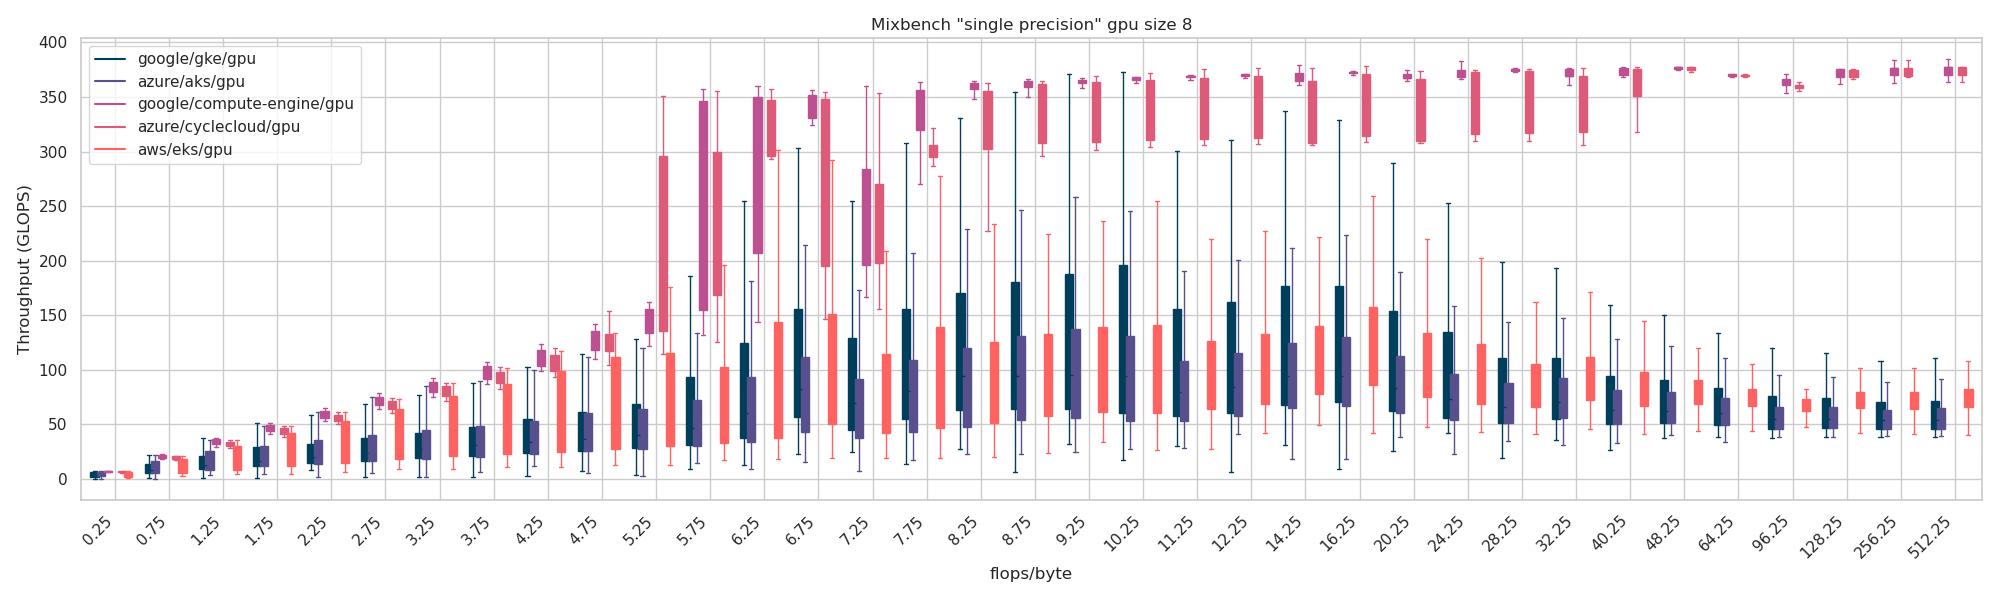 Mixbench "single precision" gpu size 8
google/gke/gpu
azure/aks/gpu
google/compute-engine/gpu
azure/cyclecloud/gpu
aws/eks/gpu
Throughput (GLOPS)
400
350
300
250
200
150
100
50
0
0.25 0.75 1.25 1.75 2.25 2.75 3.25 3.75 4.25 4.75 5.25 5.75 6.25 6.75 7.25 7.75 8.25 8.75 9.25 10.25 11.25 12.25 14.25 16.25 20.25 24.25 28.25 32.25 40.25 48.25 64.25 96.25 128.25 256.25 512.25
flops/byte